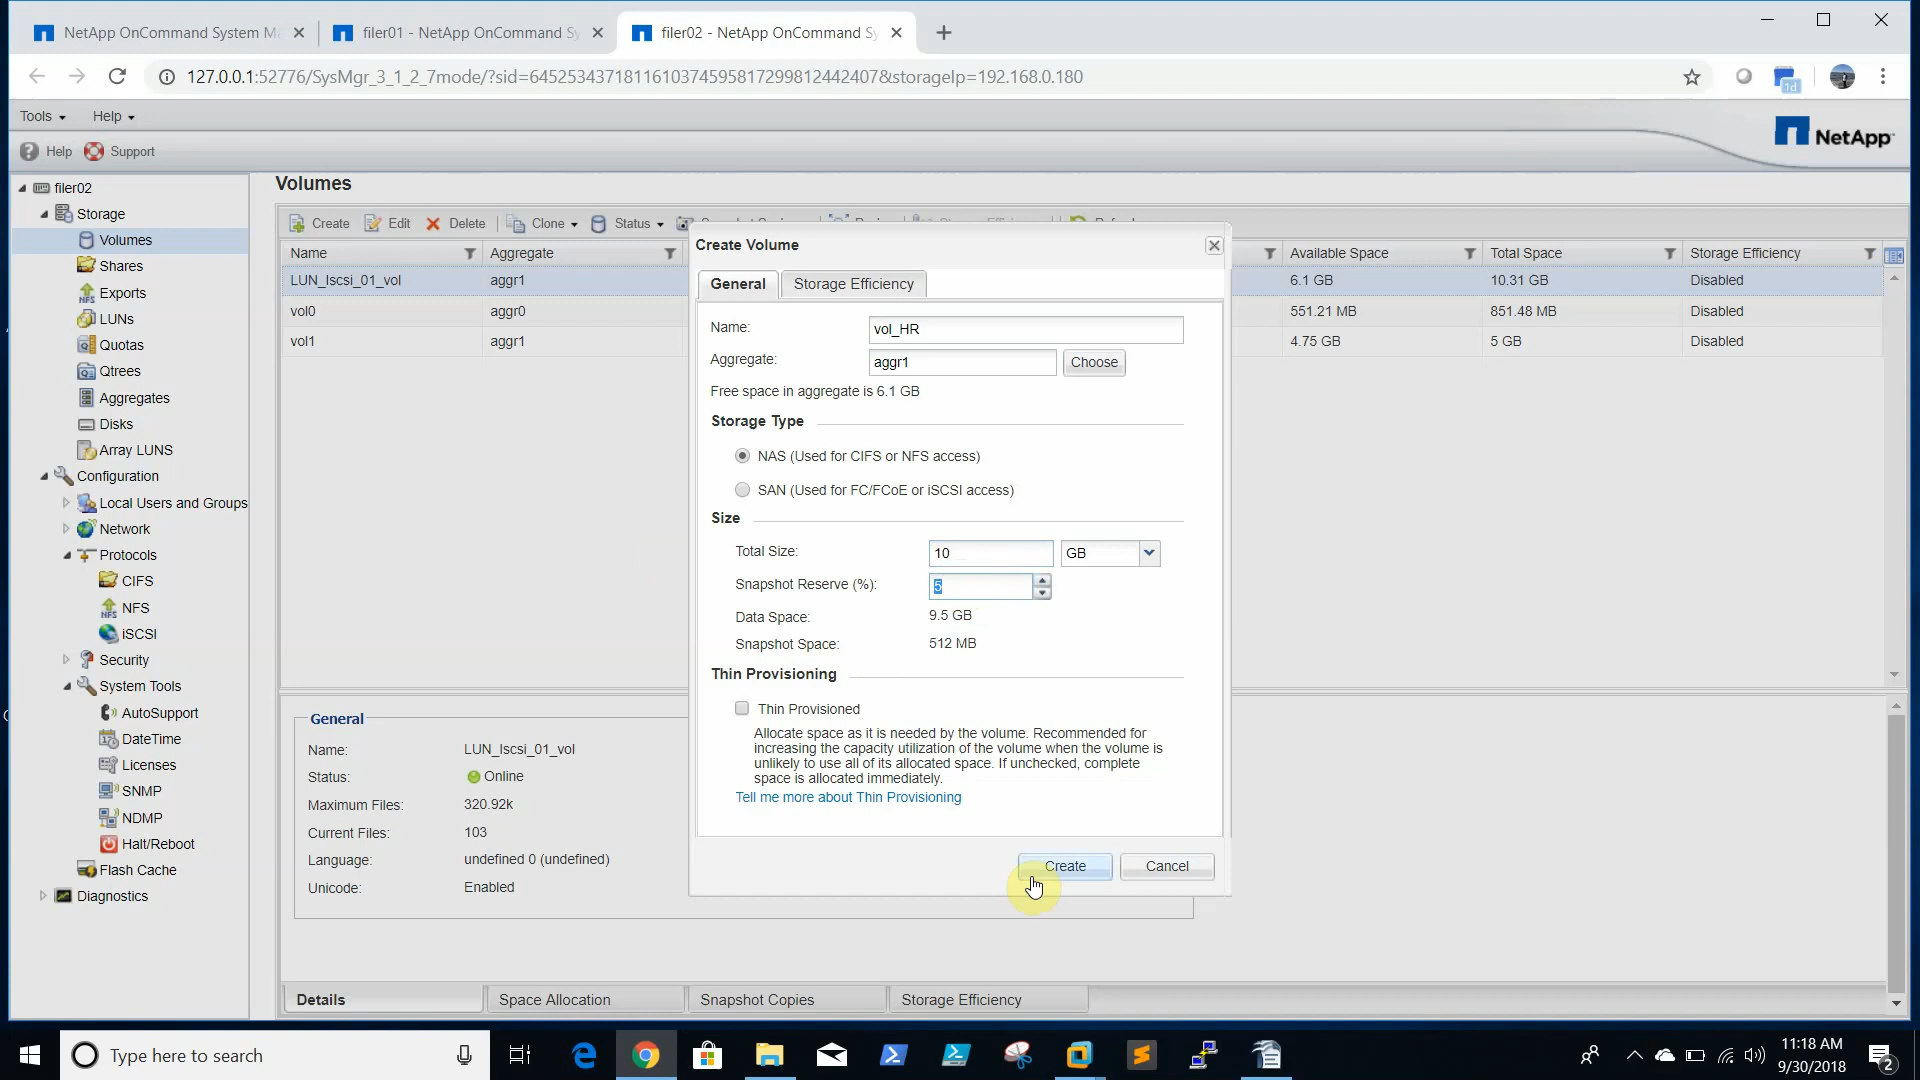 NetApp OnCommand System Ma
filer01 - NetApp OnCommand Sy
filer02 - NetApp OnCommand Sy
127.0.0.1:52776/SysMgr_3_1_2_7mode/?sid=6452534371811610374595817299812442407&storageIp=192.168.0.180
Tools
Help
NetApp
Help
Support
filer02
Storage
Volumes
Shares
Exports
LUNs
Quotas
Qtrees
Aggregates
Disks
Array LUNS
Configuration
Local Users and Groups
Network
Protocols
CIFS
NFS
iSCSI
Security
System Tools
AutoSupport
DateTime
Licenses
SNMP
NDMP
Halt/Reboot
Flash Cache
Diagnostics
Volumes
Create Edit Delete Clone Status
Name Aggregate Available Space Total Space Storage Efficiency
LUN_Iscsi_01_vol aggr1 6.1 GB 10.31 GB Disabled
vol0 aggr0 551.21 MB 851.48 MB Disabled
vol1 aggr1 4.75 GB 5 GB Disabled
Create Volume
General Storage Efficiency
Name: vol_HR
Aggregate: aggr1 Choose
Free space in aggregate is 6.1 GB
Storage Type
NAS (Used for CIFS or NFS access)
SAN (Used for FC/FCoE or iSCSI access)
Size
Total Size: 10 GB
Snapshot Reserve (%): 5
Data Space: 9.5 GB
Snapshot Space: 512 MB
Thin Provisioning
Thin Provisioned
Allocate space as it is needed by the volume. Recommended for
increasing the capacity utilization of the volume when the volume is
unlikely to use all of its allocated space. If unchecked, complete
space is allocated immediately.
Tell me more about Thin Provisioning
Create Cancel
General
Name: LUN_Iscsi_01_vol
Status: Online
Maximum Files: 320.92k
Current Files: 103
Language: undefined 0 (undefined)
Unicode: Enabled
Details Space Allocation Snapshot Copies Storage Efficiency
Type here to search
11:18 AM
9/30/2018
2